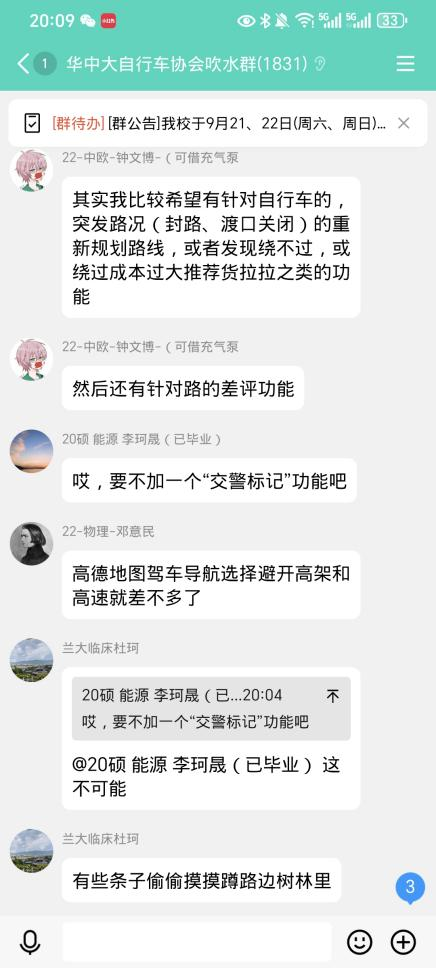 20:09 小红书 5G 5G 33
1 华中大自行车协会吹水群(1831)
[群待办] [群公告]我校于9月21、22日(周六、周日)...
22-中欧-钟文博-（可借充气泵
其实我比较希望有针对自行车的，
突发路况（封路、渡口关闭）的重
新规划路线，或者发现绕不过，或
绕过成本过大推荐货拉拉之类的功
能
22-中欧-钟文博-（可借充气泵
然后还有针对路的差评功能
20硕 能源 李珂晟（已毕业）
哎，要不加一个“交警标记”功能吧
22-物理-邓意民
高德地图驾车导航选择避开高架和
高速就差不多了
兰大临床杜珂
20硕 能源 李珂晟（已...20:04
哎，要不加一个“交警标记”功能吧
@20硕 能源 李珂晟（已毕业） 这
不可能
兰大临床杜珂
有些条子偷偷摸摸蹲路边树林里
3